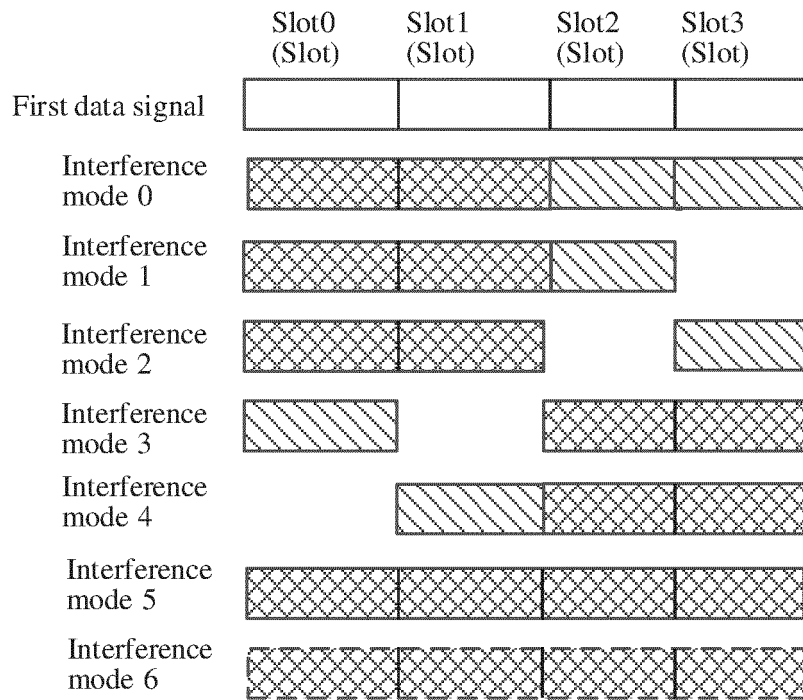 Slot0 Slot1 Slot2 Slot3
(Slot) (Slot) (Slot) (Slot)
First data signal
Interference
mode 0
Interference
mode 1
Interference
mode 2
Interference
mode 3
Interference
mode 4
Interference
mode 5
Interference
mode 6